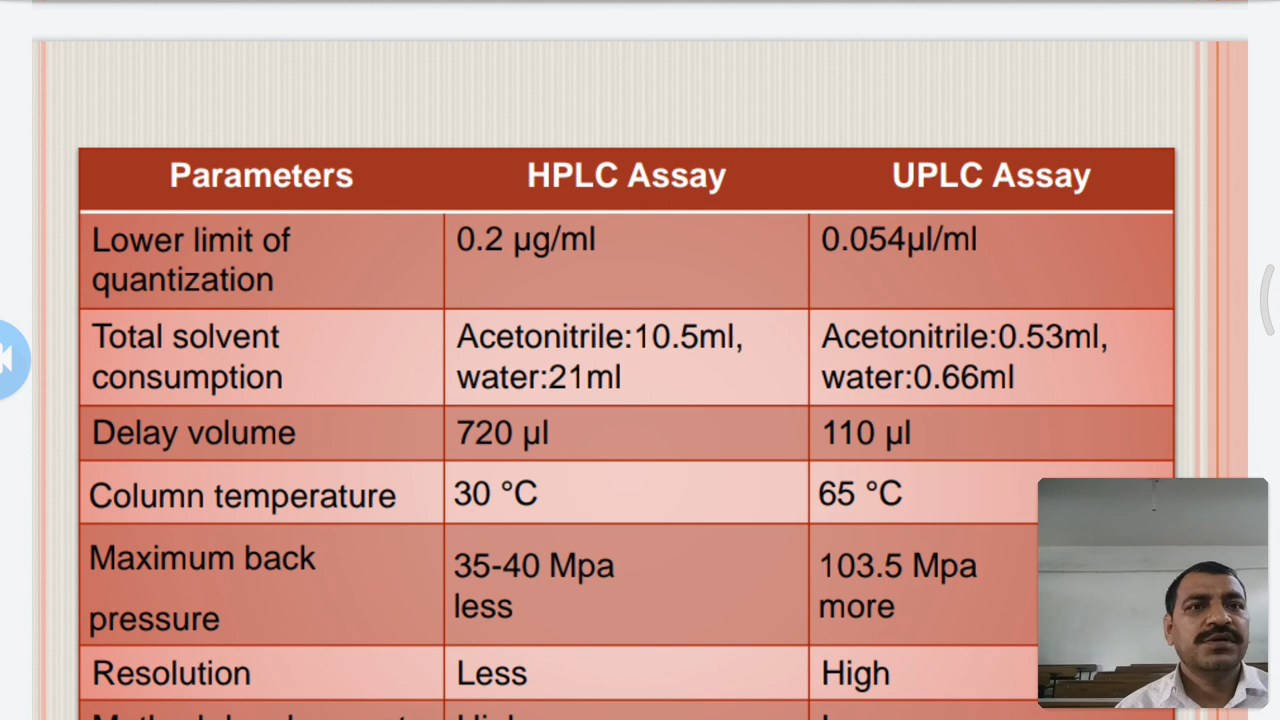 Parameters HPLC Assay UPLC Assay
Lower limit of 0.2 µg/ml 0.054µl/ml
quantization
Total solvent Acetonitrile:10.5ml, Acetonitrile:0.53ml,
consumption water:21ml water:0.66ml
Delay volume 720 µl 110 µl
Column temperature 30 °C 65 °C
Maximum back 35-40 Mpa 103.5 Mpa
pressure less more
Resolution Less High